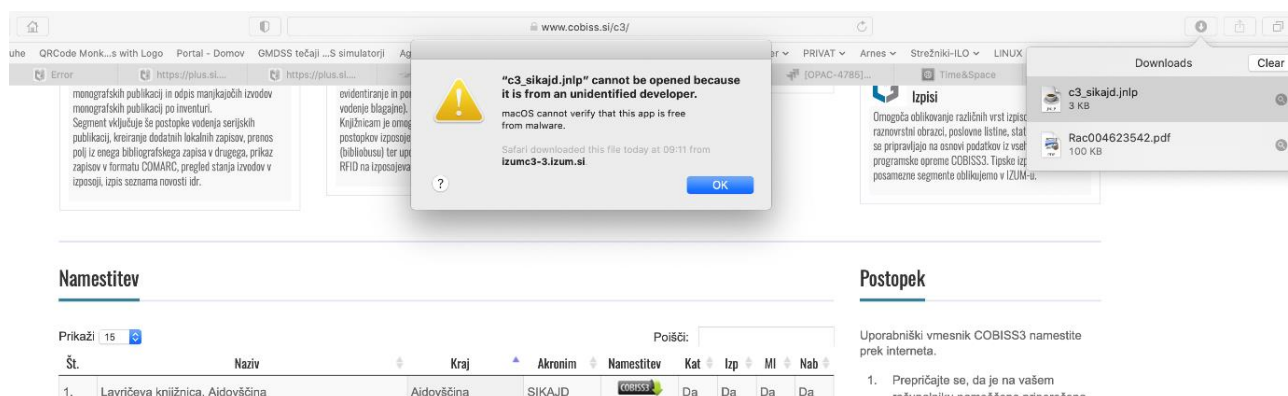 www.cobiss.si/c3/
uhe QRCode Monk...s with Logo Portal - Domov GMDSS tečaji ...S simulatorji Ag
er PRIVAT Arnes Strežniki-ILO LINUX
Error https://plus.si.... https://plus.si.... [OPAC-4785]... Time&Space
monografskih publikacij in odpis manjkajočih izvodov
monografskih publikacij po inventuri.
Segment vključuje še postopke vodenja serijskih
publikacij, kreiranje dodatnih lokalnih zapisov, prenos
polj iz enega bibliografskega zapisa v drugega, prikaz
zapisov v formatu COMARC, pregled stanja izvodov v
izposoji, izpis seznama novosti idr.
evidentiranje in por
vodenje blagajne).
Knjižnicam je omog
postopkov izposoje
(bibliobusu) ter upo
RFID na izposojeva
"c3_sikajd.jnlp" cannot be opened because
it is from an unidentified developer.
macOS cannot verify that this app is free
from malware.
Safari downloaded this file today at 09:11 from
izumc3-3.izum.si
?
OK
Izpisi
Omogoča oblikovanje različnih vrst izpisc
raznovrstni obrazci, poslovne listine, stat
se pripravljajo na osnovi podatkov iz vseh
programske opreme COBISS3. Tipske izp
posamezne segmente oblikujemo v IZUM-u.
Downloads Clear
c3_sikajd.jnlp
3 KB
Rac004623542.pdf
100 KB
Namestitev
Prikaži 15
Poišči:
Št. Naziv Kraj Akronim Namestitev Kat Izp MI Nab
1. Lavričeva knjižnica, Ajdovščina Ajdovščina SIKAJD COBISS3 Da Da Da Da
Postopek
Uporabniški vmesnik COBISS3 namestite
prek interneta.
1. Prepričajte se, da je na vašem
računalniku nameščena priporočena